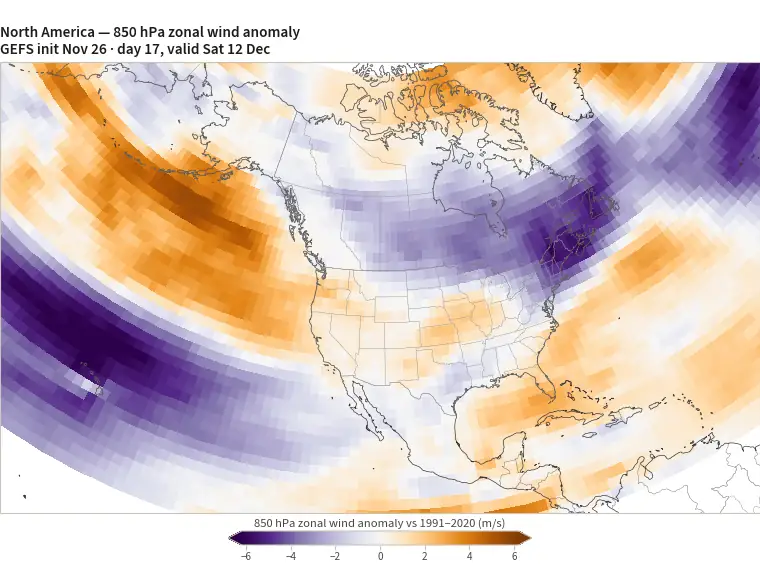 North America — 850 hPa zonal wind anomaly
GEFS init Nov 26 · day 17, valid Sat 12 Dec
850 hPa zonal wind anomaly vs 1991–2020 (m/s)
−6 −4 −2 0 2 4 6